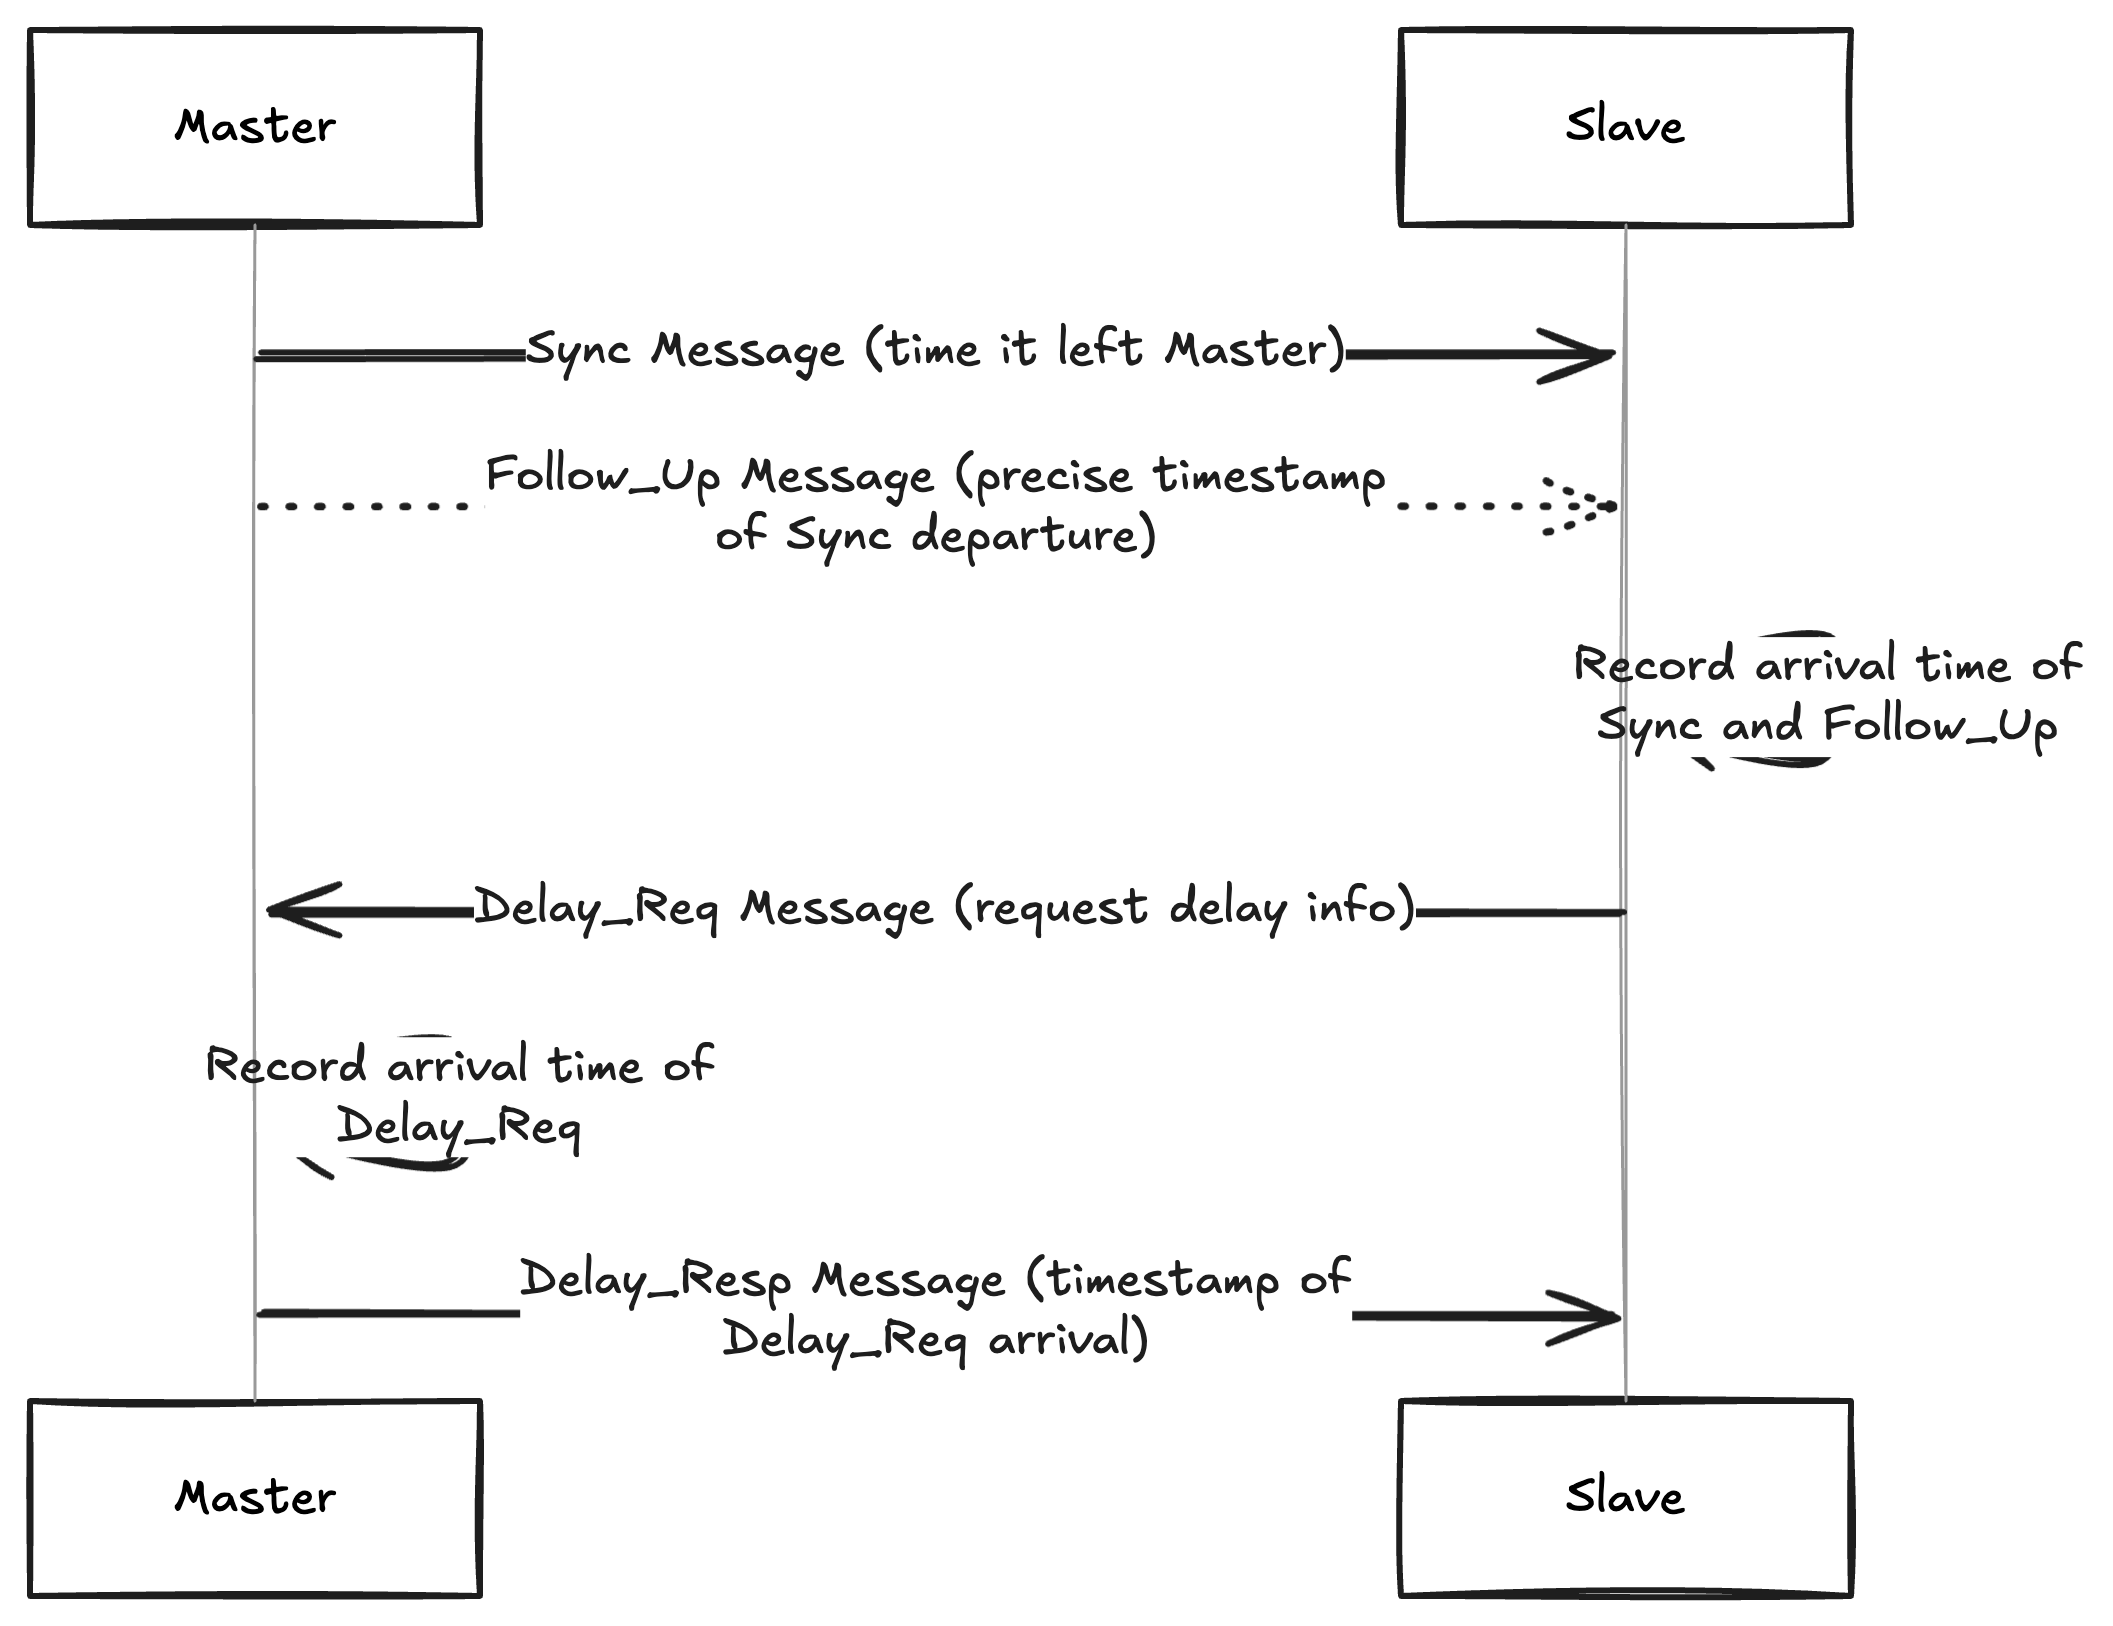 Master
Slave
Sync Message (time it left Master)
Follow_Up Message (precise timestamp
of Sync departure)
Record arrival time of
Sync and Follow_Up
Delay_Req Message (request delay info)
Record arrival time of
Delay_Req
Delay_Resp Message (timestamp of
Delay_Req arrival)
Master
Slave